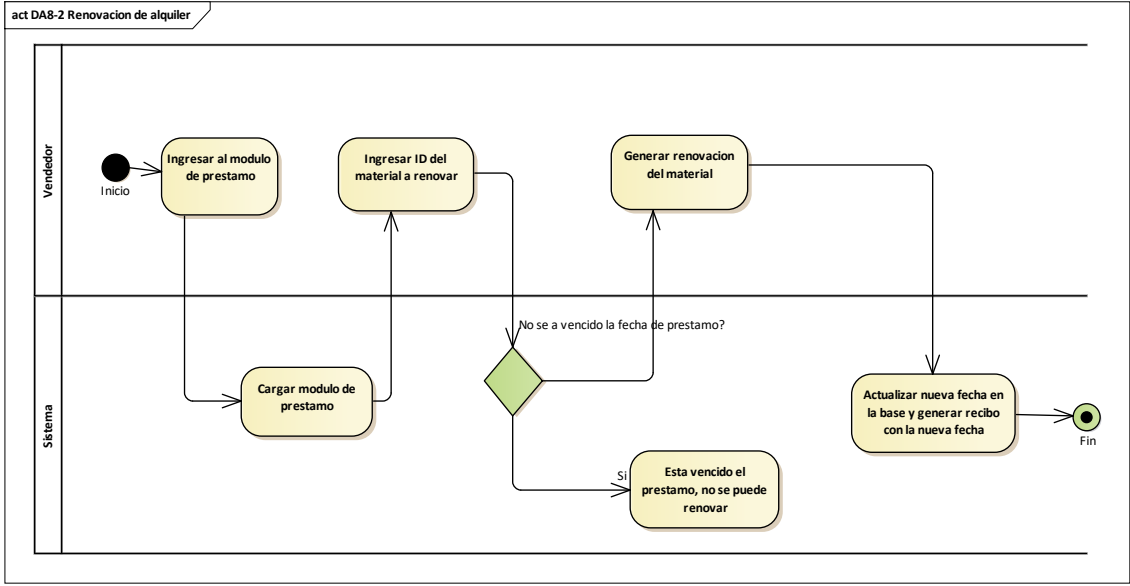 act DA8-2 Renovacion de alquiler
Vendedor
Inicio
Ingresar al modulo
de prestamo
Ingresar ID del
material a renovar
Generar renovacion
del material
Sistema
Cargar modulo de
prestamo
No se a vencido la fecha de prestamo?
Si
Esta vencido el
prestamo, no se puede
renovar
Actualizar nueva fecha en
la base y generar recibo
con la nueva fecha
Fin